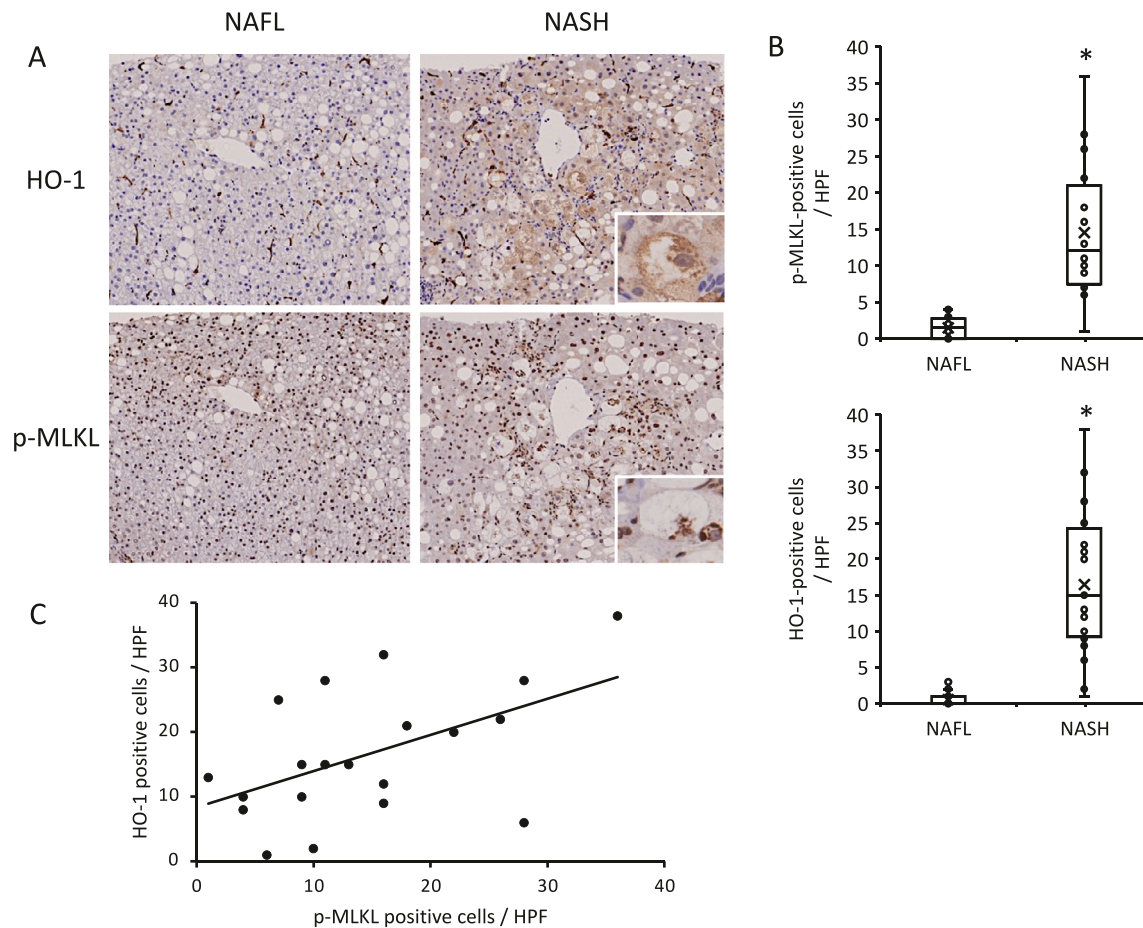 NAFL
NASH
A
HO-1
p-MLKL
B
p-MLKL-positive cells
/ HPF
40
35
30
25
20
15
10
5
0
*
NAFL
NASH
HO-1-positive cells
/ HPF
40
35
30
25
20
15
10
5
0
*
NAFL
NASH
C
HO-1 positive cells / HPF
40
30
20
10
0
0 10 20 30 40
p-MLKL positive cells / HPF